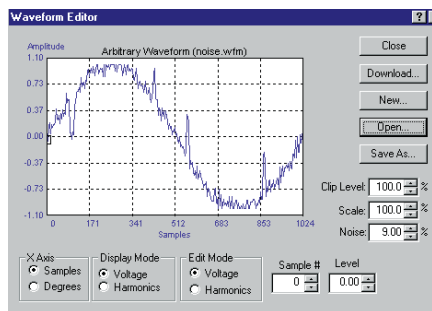 Waveform Editor
Amplitude
Arbitrary Waveform (noise.wfm)
1.10
0.73
0.37
0.00
-0.37
-0.73
-1.10
0 171 341 512 683 853 1024
Samples
Close
Download...
New...
Open...
Save As...
Clip Level: 100.0 %
Scale: 100.0 %
Noise: 9.00 %
X Axis
Samples
Degrees
Display Mode
Voltage
Harmonics
Edit Mode
Voltage
Harmonics
Sample # Level
0 0.00